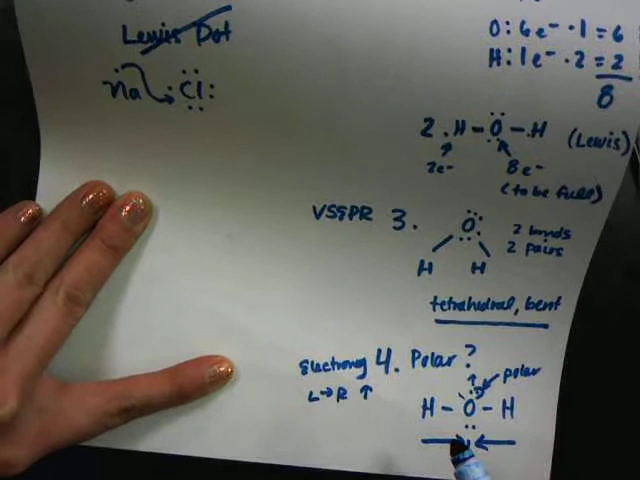 Lewis Dot
Na Cl
O: 6e⁻ · 1 = 6
H: 1e⁻ · 2 = 2
8
2. H - O - H (Lewis)
2e⁻ 8e⁻
(to be full)
VSEPR 3. O
H H
2 bonds
2 pairs
tetrahedral, bent
Electroneg 4. Polar?
L→R ↑
polar
H - O - H